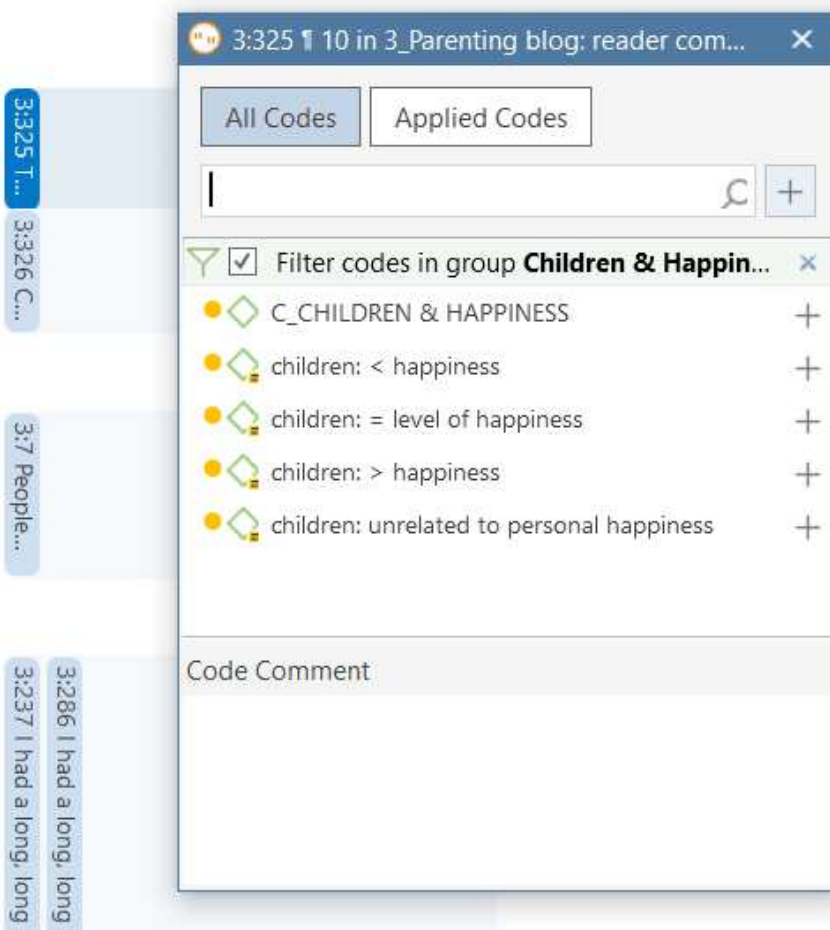 3:325 ¶ 10 in 3_Parenting blog: reader com...
All Codes
Applied Codes
Filter codes in group Children & Happin...
C_CHILDREN & HAPPINESS
children: < happiness
children: = level of happiness
children: > happiness
children: unrelated to personal happiness
Code Comment
3:325 T...
3:326 C...
3:7 People...
3:237 I had a long, long
3:286 I had a long, long